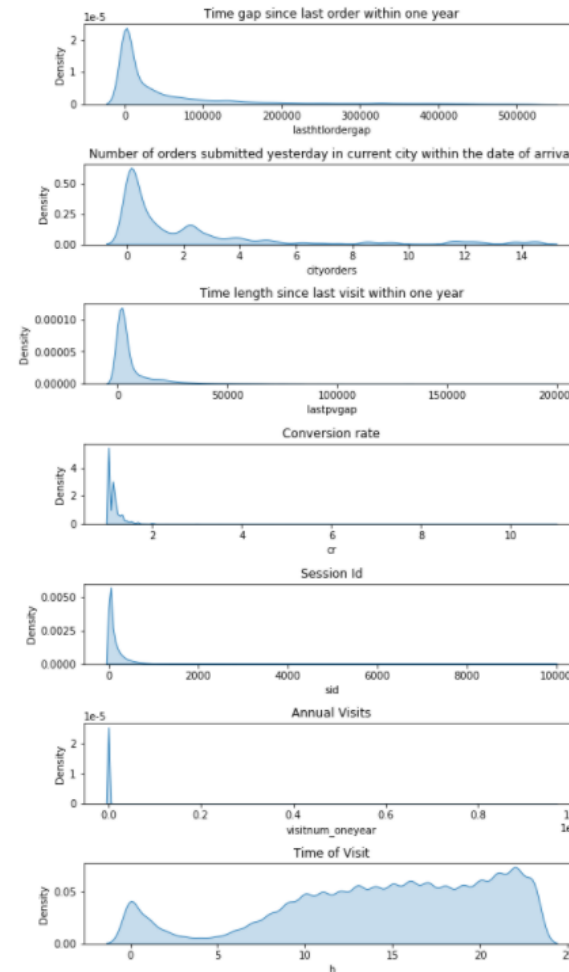 Time gap since last order within one year
1e-5
2
1
0
Density
0 100000 200000 300000 400000 500000
lasthtlordergap
Number of orders submitted yesterday in current city within the date of arriva
0.50
0.25
0.00
Density
0 2 4 6 8 10 12 14
cityorders
Time length since last visit within one year
0.00010
0.00005
0.00000
Density
0 50000 100000 150000 20000
lastpvgap
Conversion rate
4
2
0
Density
2 4 6 8 10
cr
Session Id
0.0050
0.0025
0.0000
Density
0 2000 4000 6000 8000 1000
sid
Annual Visits
1e-5
2
1
0
Density
0.0 0.2 0.4 0.6 0.8 1
1e
visitnum_oneyear
Time of Visit
0.05
0.00
Density
0 5 10 15 20 25
h